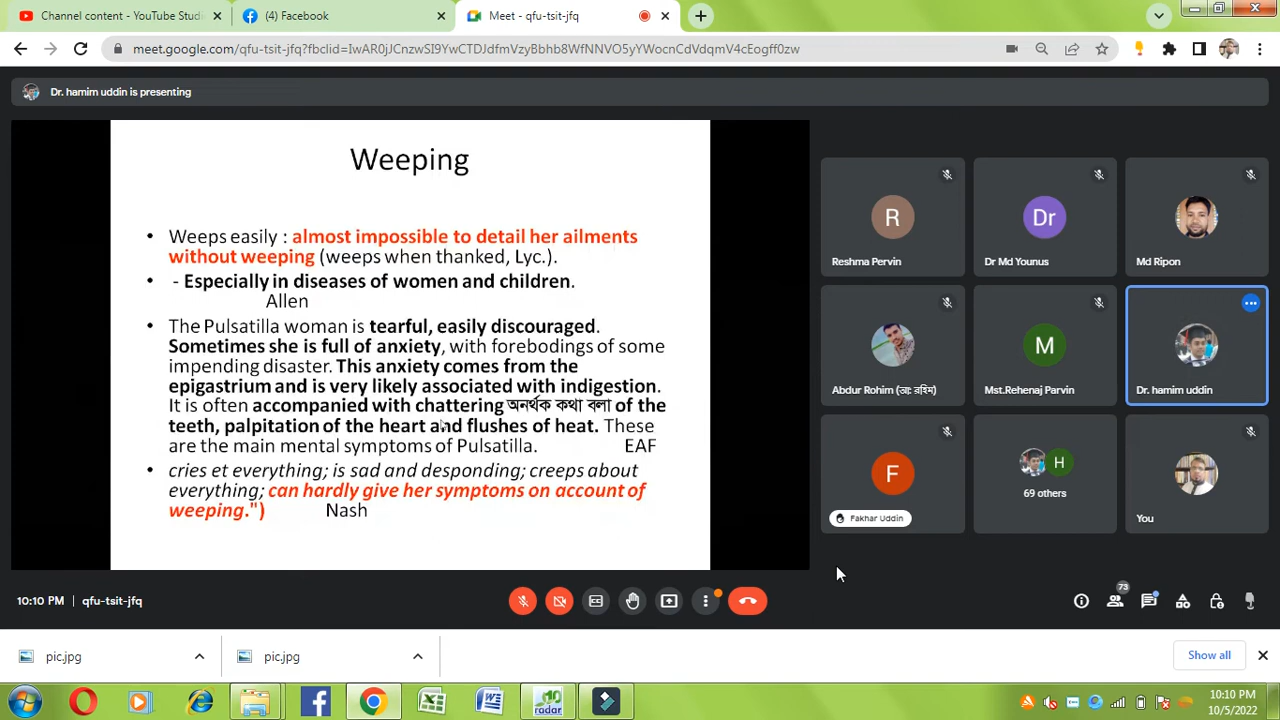 Channel content - YouTube Studi
(4) Facebook
Meet - qfu-tsit-jfq
meet.google.com/qfu-tsit-jfq?fbclid=IwAR0jJCnzwSI9YwCTDJdfmVzyBbhb8WfNNVO5yYWocnCdVdqmV4cEogff0zw
Dr. hamim uddin is presenting
Weeping
• Weeps easily : almost impossible to detail her ailments
without weeping (weeps when thanked, Lyc.).
• - Especially in diseases of women and children.
Allen
• The Pulsatilla woman is tearful, easily discouraged.
Sometimes she is full of anxiety, with forebodings of some
impending disaster. This anxiety comes from the
epigastrium and is very likely associated with indigestion.
It is often accompanied with chattering অনর্থক কথা বলা of the
teeth, palpitation of the heart and flushes of heat. These
are the main mental symptoms of Pulsatilla. EAF
• cries et everything; is sad and desponding; creeps about
everything; can hardly give her symptoms on account of
weeping.") Nash
R
Reshma Pervin
Dr
Dr Md Younus
Md Ripon
Abdur Rohim (ডাঃ রহিম)
M
Mst.Rehenaj Parvin
Dr. hamim uddin
F
Fakhar Uddin
H
69 others
You
10:10 PM | qfu-tsit-jfq
73
pic.jpg
pic.jpg
Show all
10
radar
10:10 PM
10/5/2022